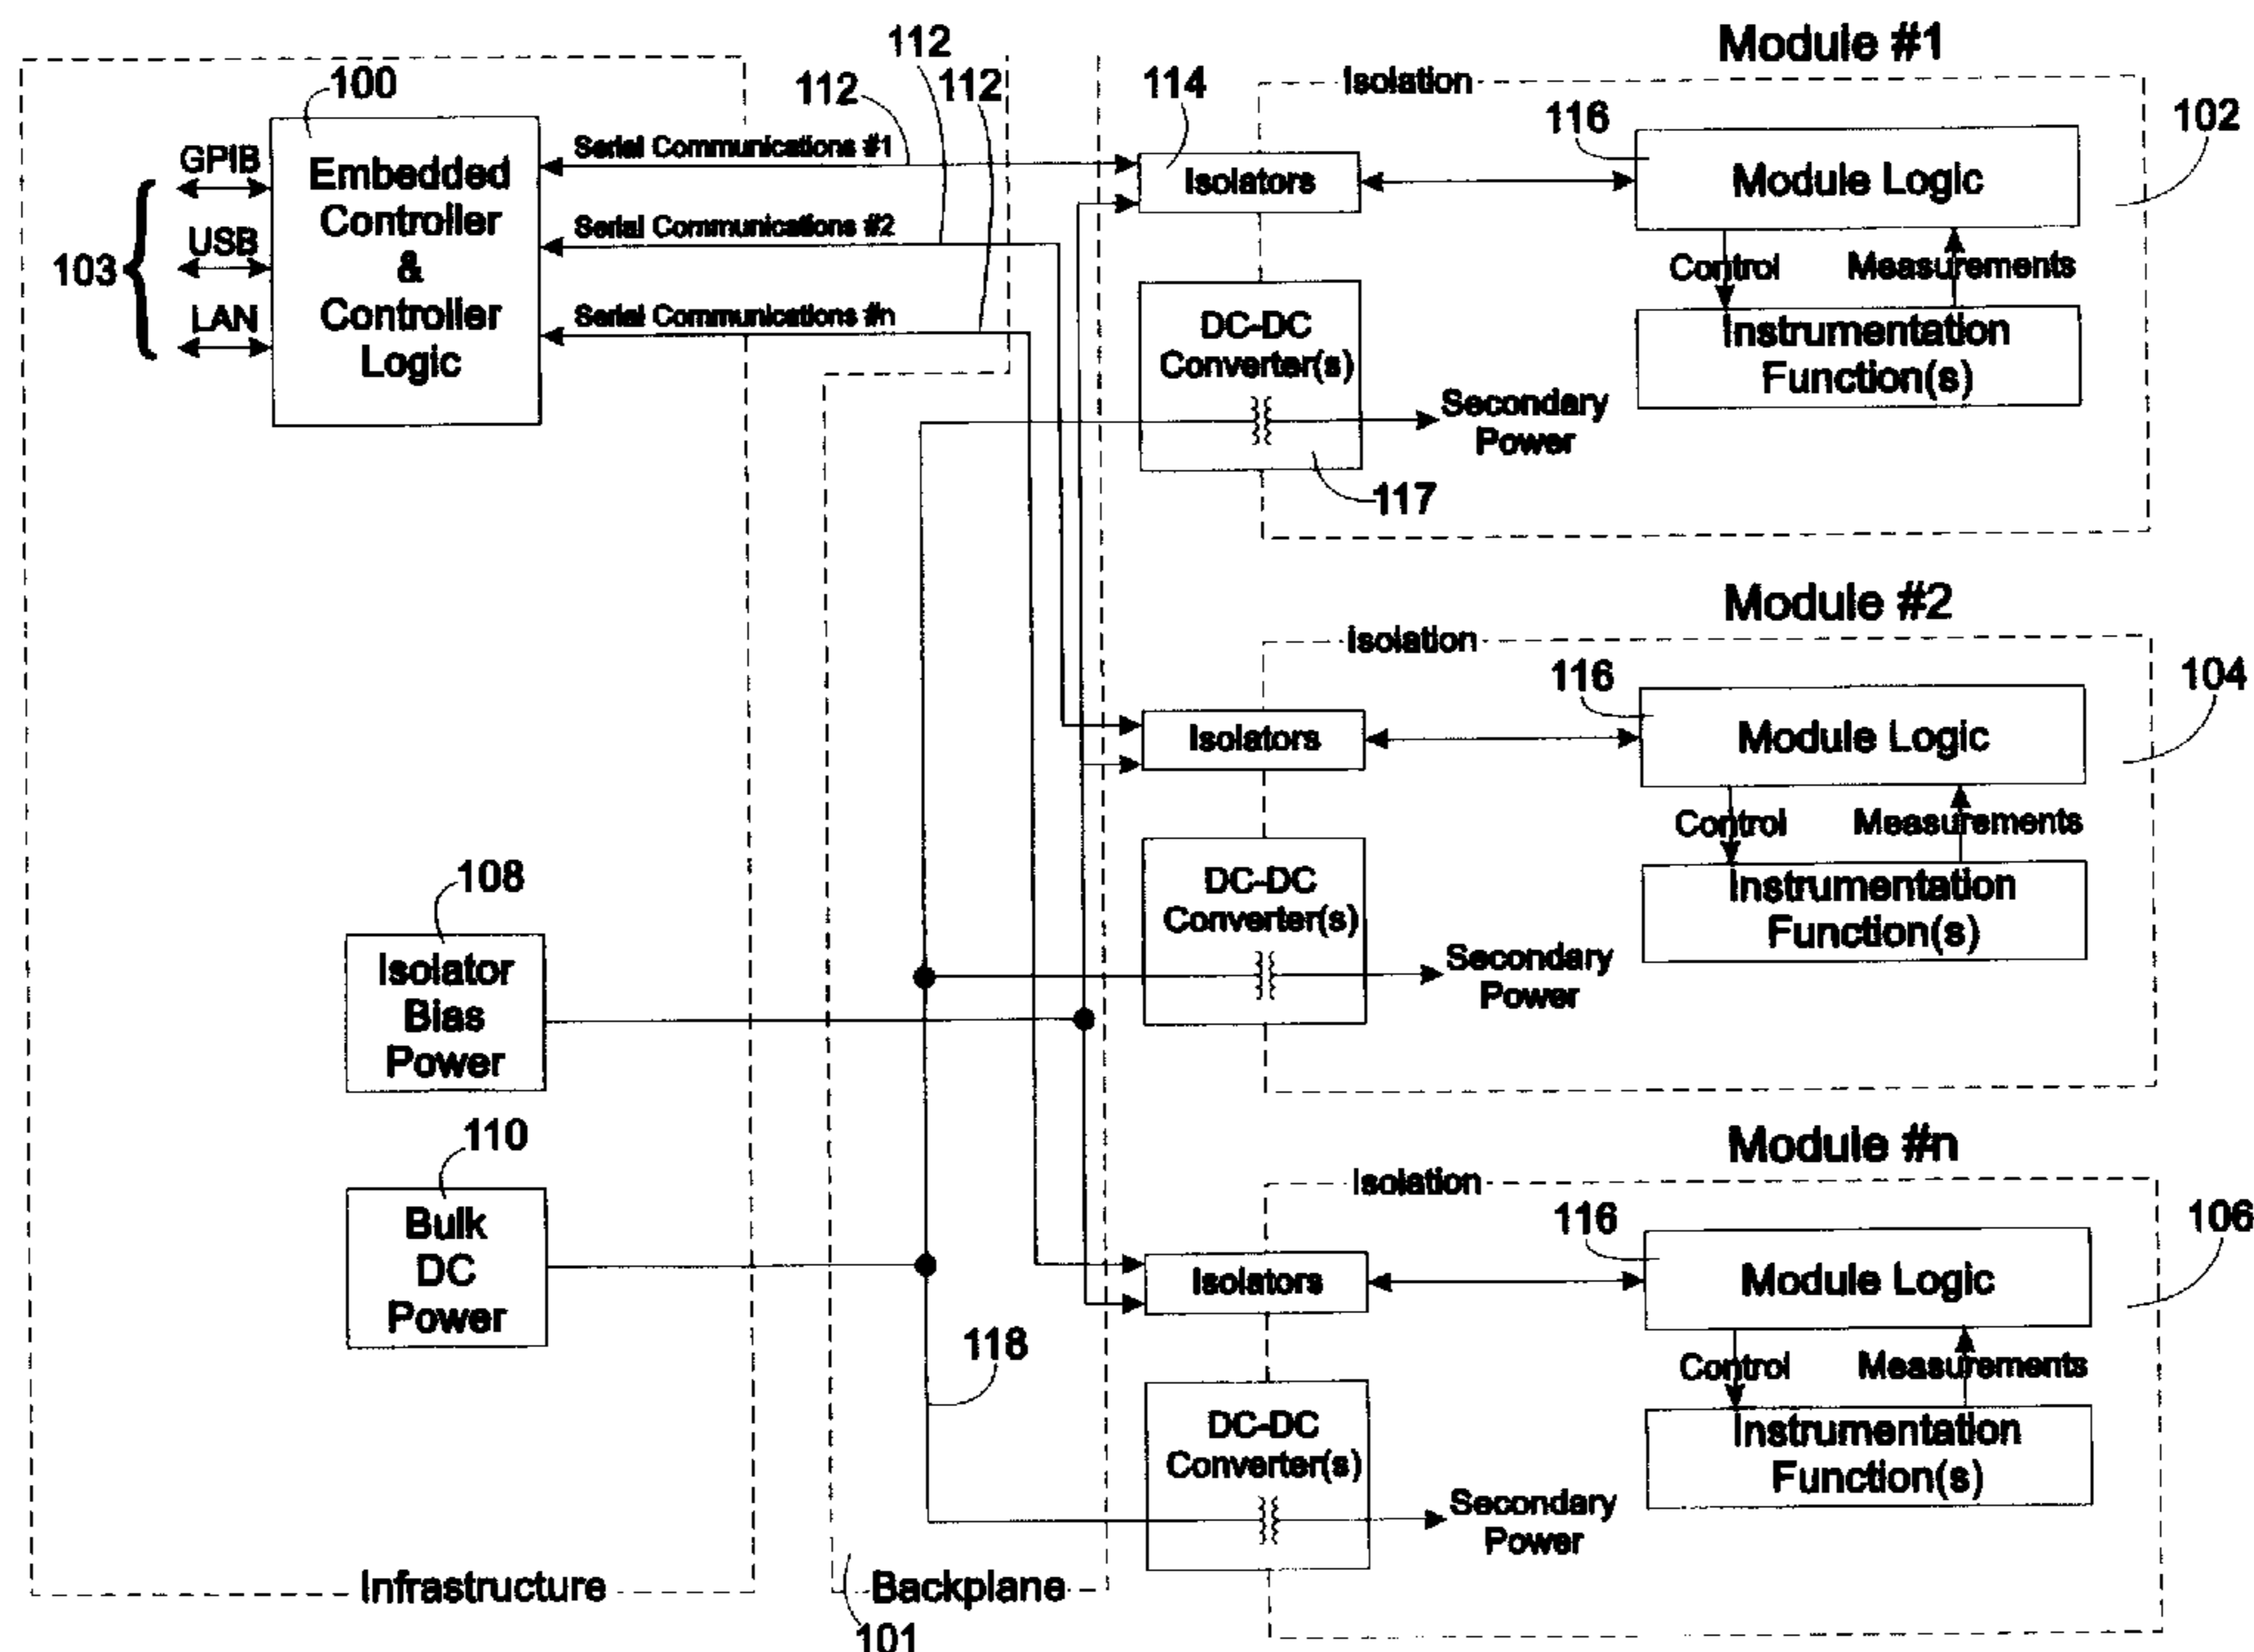 100
GPIB
USB
LAN
103
Embedded
Controller
&
Controller
Logic
112
112
112
Serial Communications #1
Serial Communications #2
Serial Communications #n
108
Isolator
Bias
Power
110
Bulk
DC
Power
Infrastructure
118
Backplane
101
Module #1
Isolation
114
Isolators
116
Module Logic
102
Control
Measurements
Instrumentation
Function(s)
DC-DC
Converter(s)
Secondary
Power
117
Module #2
Isolation
Isolators
116
Module Logic
104
Control
Measurements
Instrumentation
Function(s)
DC-DC
Converter(s)
Secondary
Power
Module #n
Isolation
Isolators
116
Module Logic
106
Control
Measurements
Instrumentation
Function(s)
DC-DC
Converter(s)
Secondary
Power